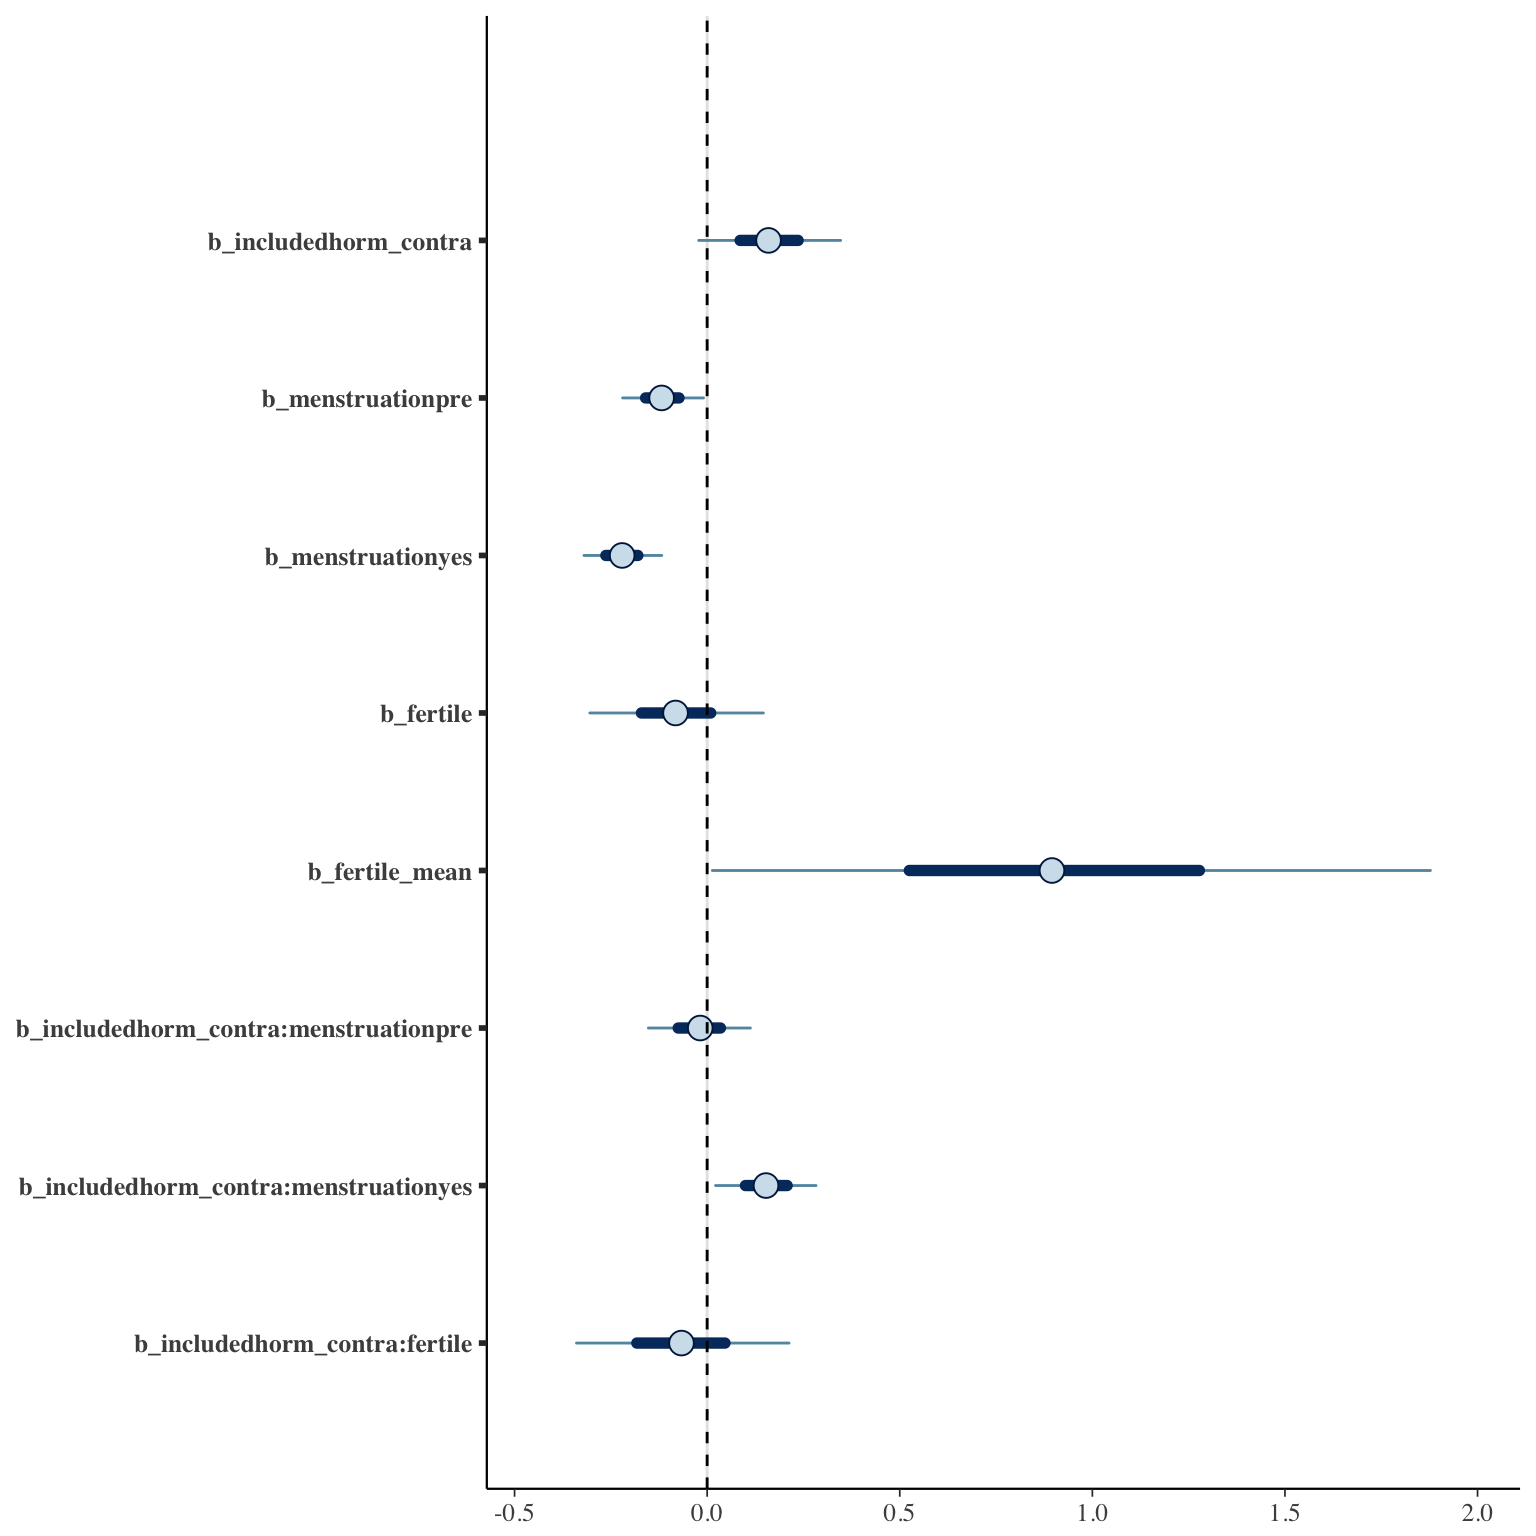 b_includedhorm_contra
b_menstruationpre
b_menstruationyes
b_fertile
b_fertile_mean
b_includedhorm_contra:menstruationpre
b_includedhorm_contra:menstruationyes
b_includedhorm_contra:fertile
-0.5 0.0 0.5 1.0 1.5 2.0